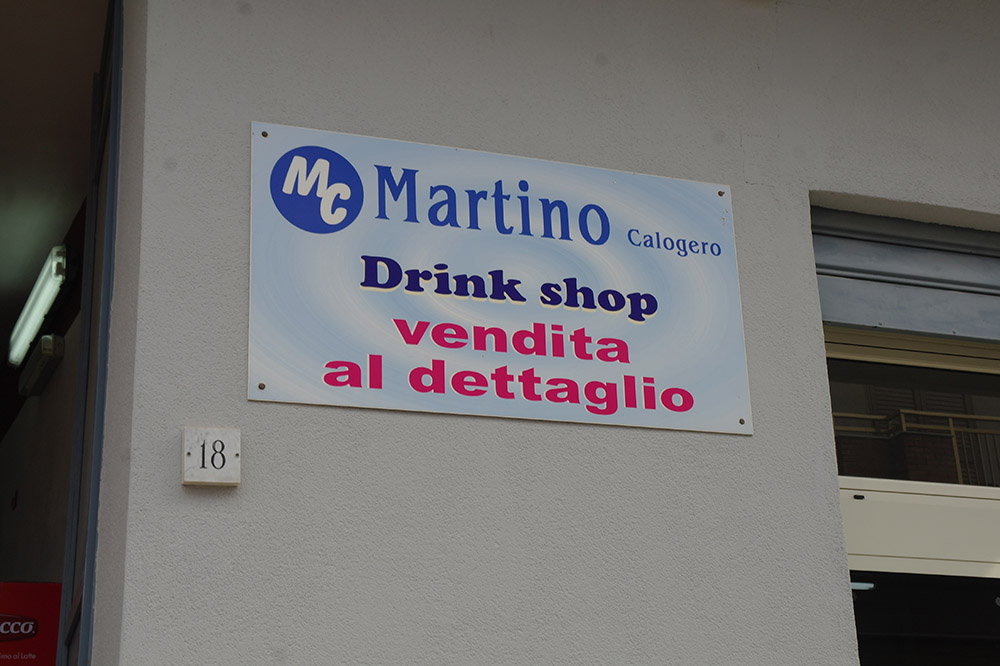 MC Martino Calogero
Drink shop
vendita
al dettaglio
18